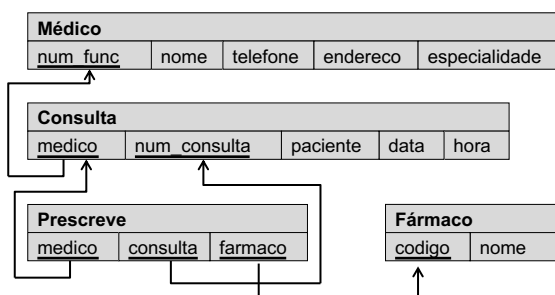 Médico
num_func nome telefone endereco especialidade
Consulta
medico num_consulta paciente data hora
Prescreve
medico consulta farmaco
Fármaco
codigo nome